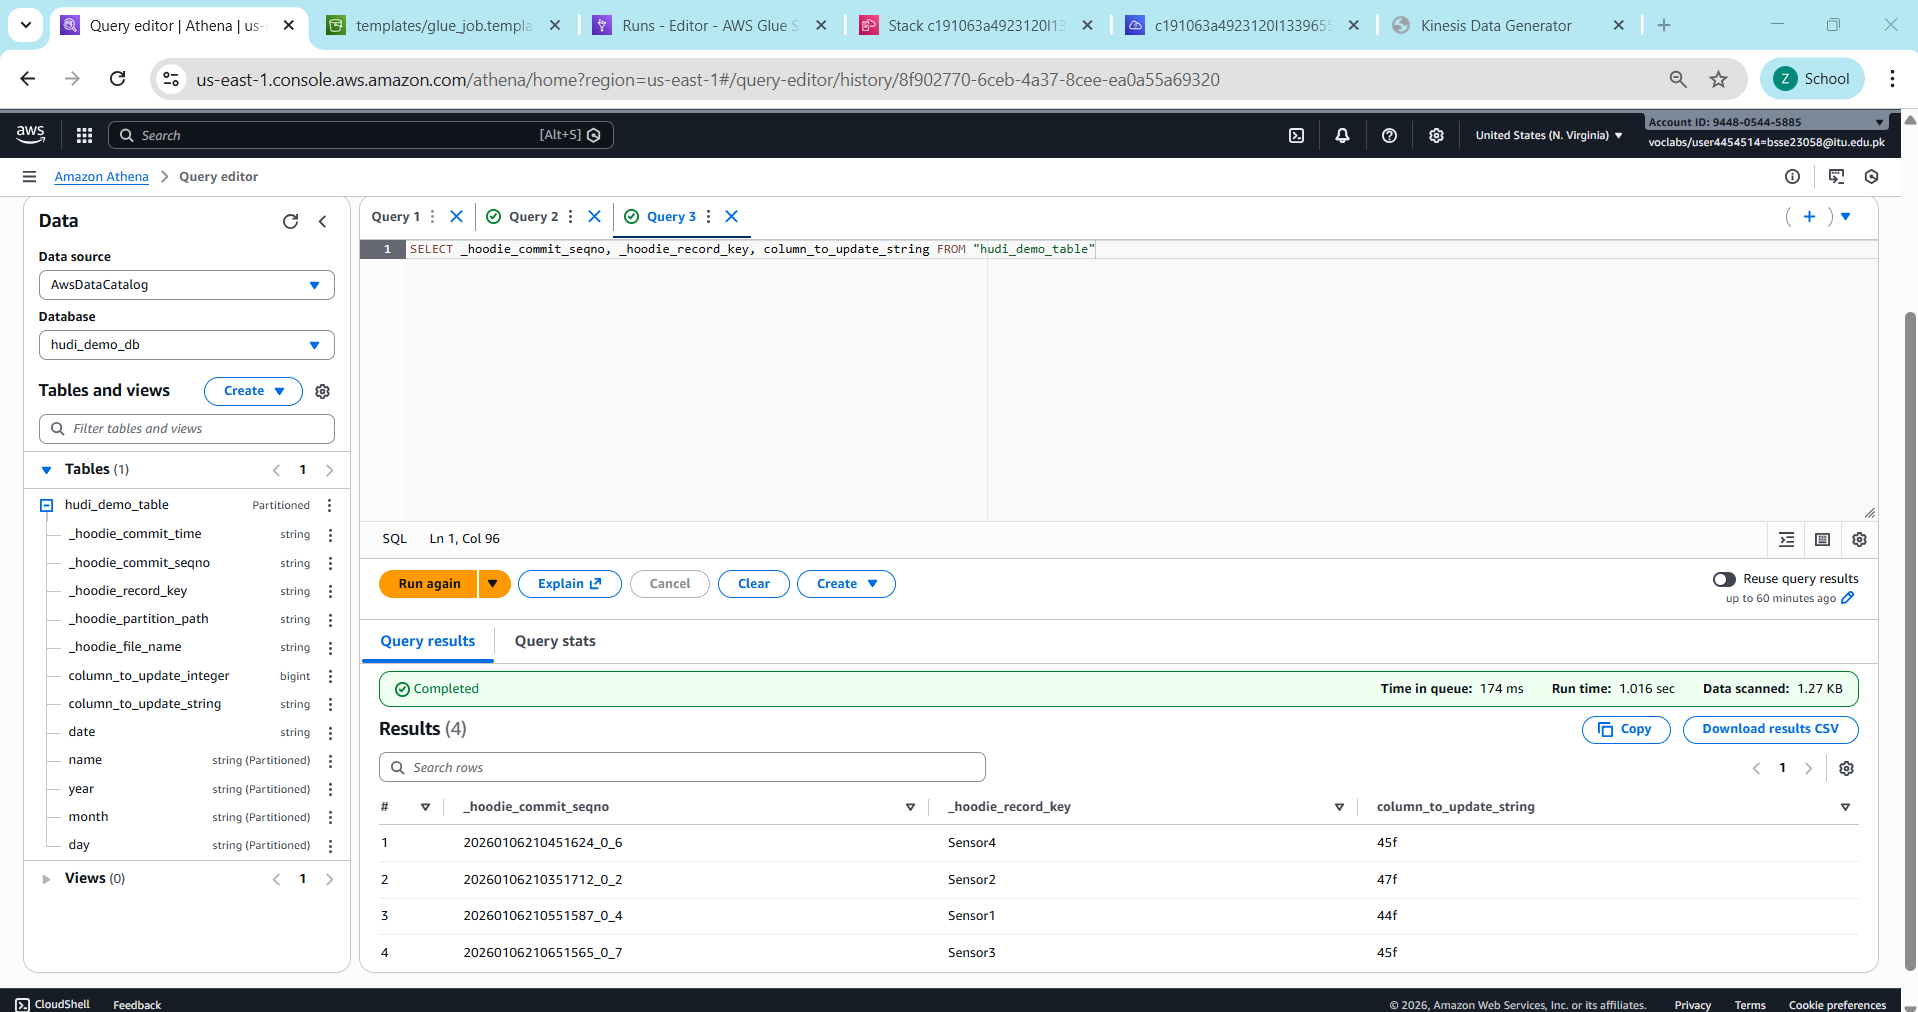 Query editor | Athena | us-
templates/glue_job.templa
Runs - Editor - AWS Glue S
Stack c191063a4923120l13
c191063a4923120l1339655
Kinesis Data Generator
us-east-1.console.aws.amazon.com/athena/home?region=us-east-1#/query-editor/history/8f902770-6ceb-4a37-8cee-ea0a55a69320
Z School
aws
Search [Alt+S]
United States (N. Virginia)
Account ID: 9448-0544-5885
voclabs/user4454514=bsse23058@itu.edu.pk
Amazon Athena > Query editor
Data
Data source
AwsDataCatalog
Database
hudi_demo_db
Tables and views Create
Filter tables and views
Tables (1) 1
hudi_demo_table Partitioned
_hoodie_commit_time string
_hoodie_commit_seqno string
_hoodie_record_key string
_hoodie_partition_path string
_hoodie_file_name string
column_to_update_integer bigint
column_to_update_string string
date string
name string (Partitioned)
year string (Partitioned)
month string (Partitioned)
day string (Partitioned)
Views (0) 1
Query 1 Query 2 Query 3
1 SELECT _hoodie_commit_seqno, _hoodie_record_key, column_to_update_string FROM "hudi_demo_table"
SQL Ln 1, Col 96
Run again Explain Cancel Clear Create
Reuse query results
up to 60 minutes ago
Query results Query stats
Completed Time in queue: 174 ms Run time: 1.016 sec Data scanned: 1.27 KB
Results (4) Copy Download results CSV
Search rows 1
# _hoodie_commit_seqno _hoodie_record_key column_to_update_string
1 20260106210451624_0_6 Sensor4 45f
2 20260106210351712_0_2 Sensor2 47f
3 20260106210551587_0_4 Sensor1 44f
4 20260106210651565_0_7 Sensor3 45f
CloudShell Feedback © 2026, Amazon Web Services, Inc. or its affiliates. Privacy Terms Cookie preferences